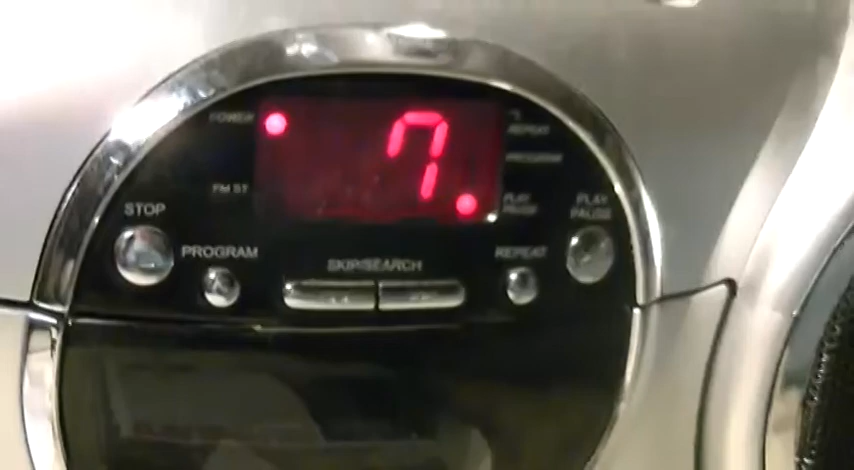 POWER
7
REPEAT
PROGRAM
FM ST
PLAY
PAUSE
STOP
PLAY
PAUSE
PROGRAM
SKIP/SEARCH
REPEAT